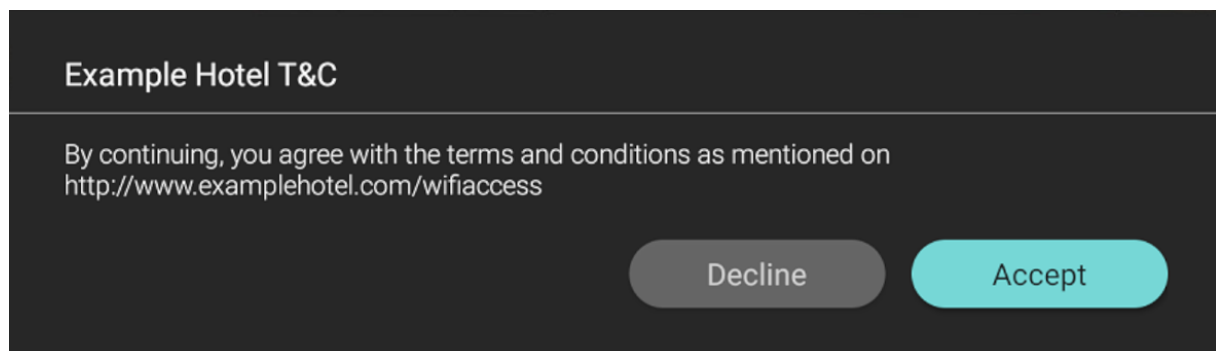 Example Hotel T&C
By continuing, you agree with the terms and conditions as mentioned on
http://www.examplehotel.com/wifiaccess
Decline
Accept